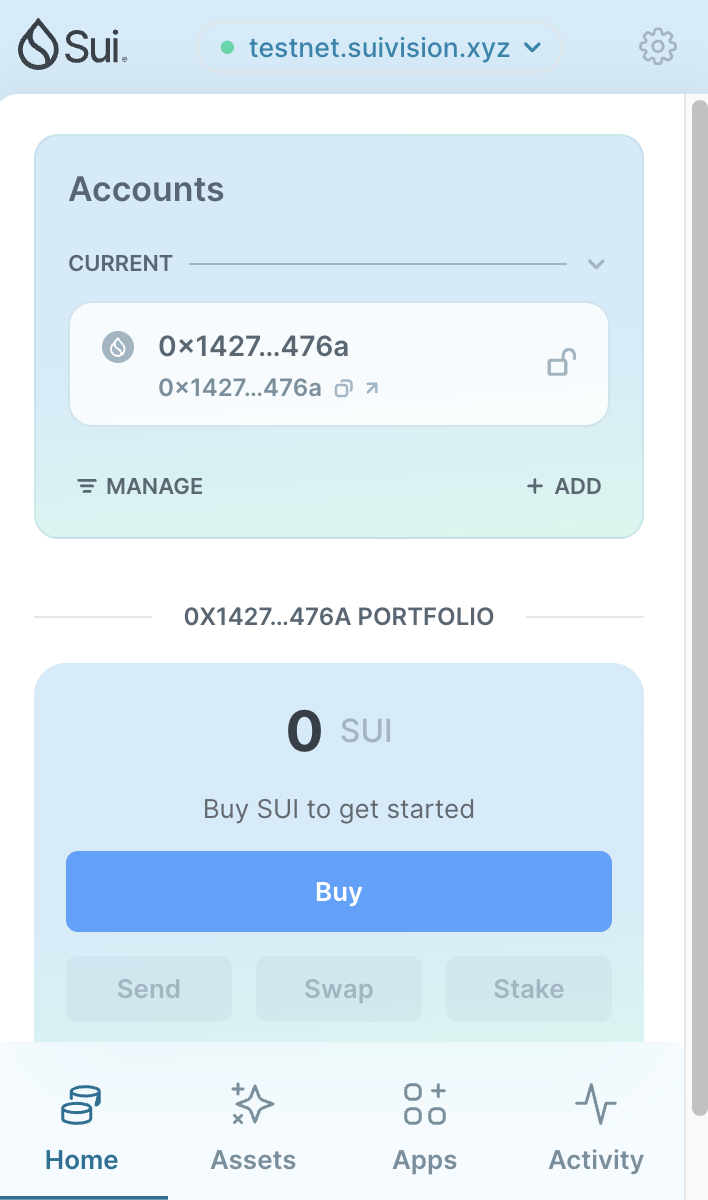 Sui
testnet.suivision.xyz
Accounts
CURRENT
0×1427…476a
0×1427…476a
MANAGE
+ ADD
0X1427…476A PORTFOLIO
0 SUI
Buy SUI to get started
Buy
Send Swap Stake
Home Assets Apps Activity